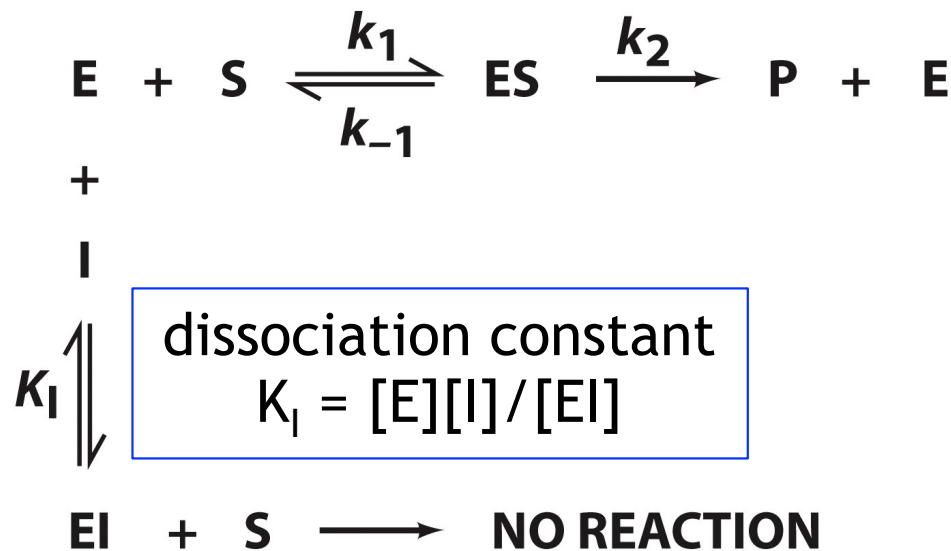 k1
E + S ⇌ ES k2 → P + E
k–1
+
I
dissociation constant
KI = [E][I]/[EI]
KI
EI + S → NO REACTION